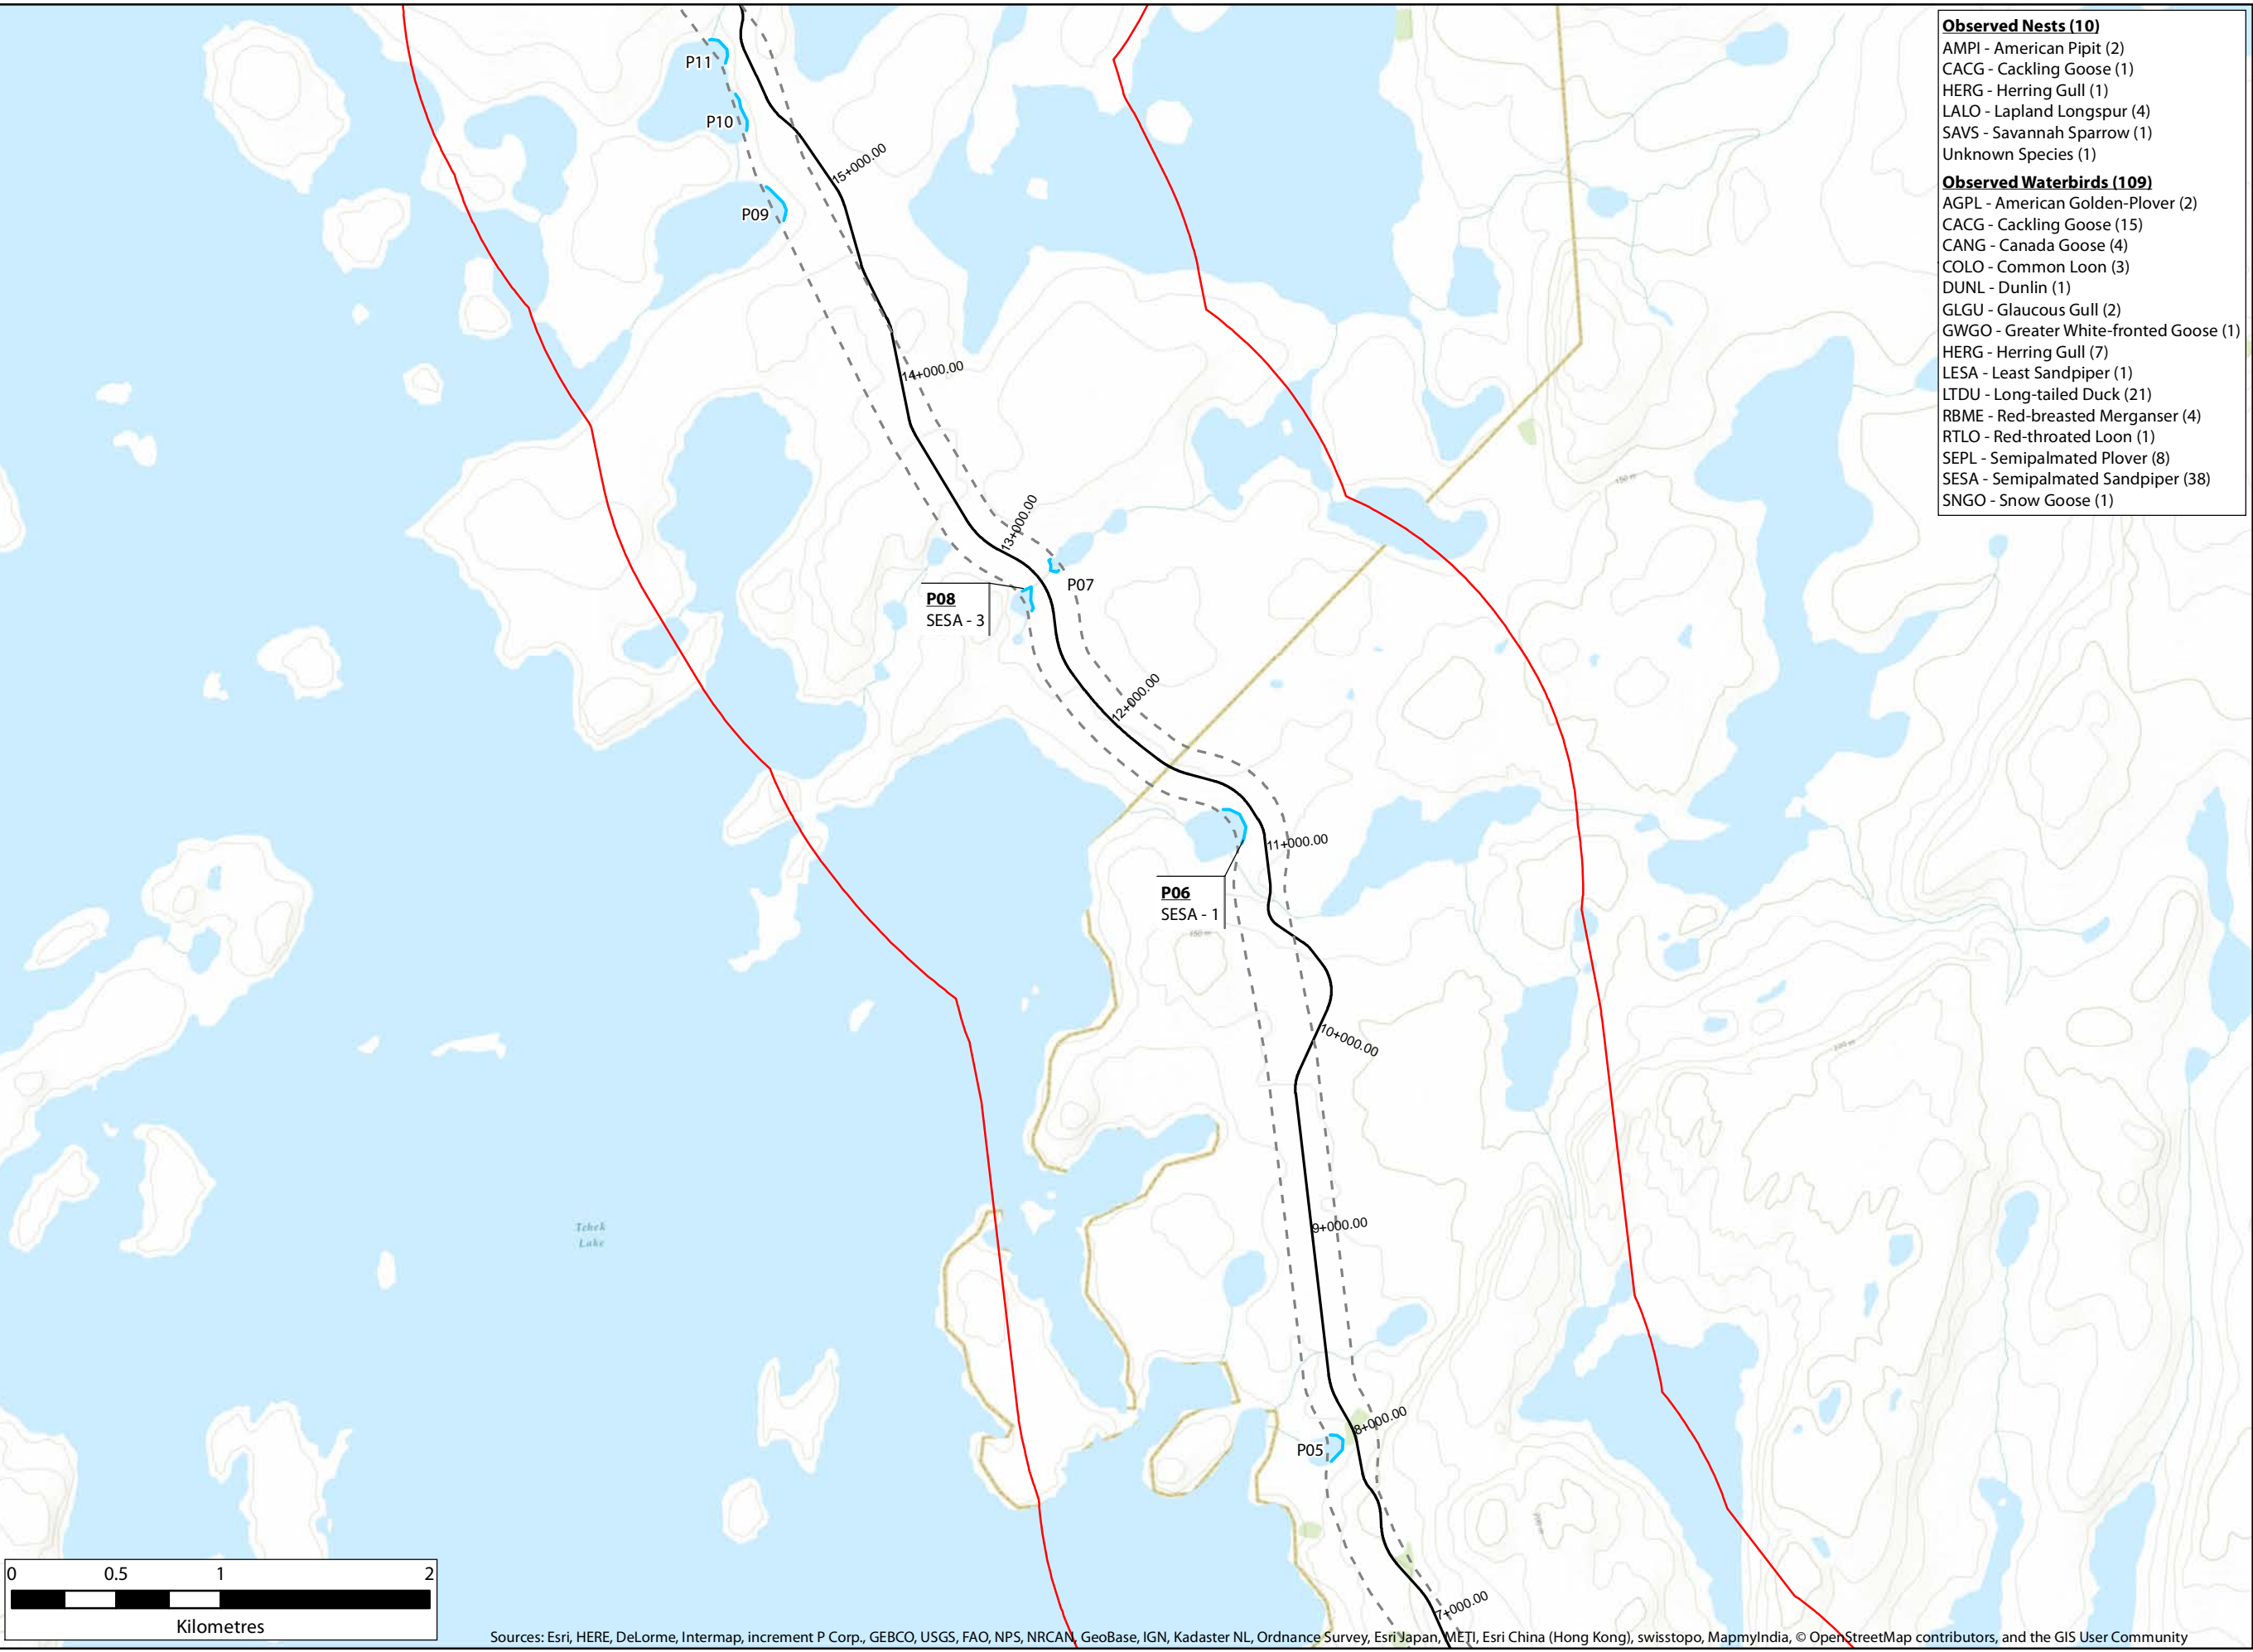 Observed Nests (10)
AMPI - American Pipit (2)
CACG - Cackling Goose (1)
HERG - Herring Gull (1)
LALO - Lapland Longspur (4)
SAVS - Savannah Sparrow (1)
Unknown Species (1)
Observed Waterbirds (109)
AGPL - American Golden-Plover (2)
CACG - Cackling Goose (15)
CANG - Canada Goose (4)
COLO - Common Loon (3)
DUNL - Dunlin (1)
GLGU - Glaucous Gull (2)
GWGO - Greater White-fronted Goose (1)
HERG - Herring Gull (7)
LESA - Least Sandpiper (1)
LTDU - Long-tailed Duck (21)
RBME - Red-breasted Merganser (4)
RTLO - Red-throated Loon (1)
SEPL - Semipalmated Plover (8)
SESA - Semipalmated Sandpiper (38)
SNGO - Snow Goose (1)
P11
P10
15+000.00
P09
14+000.00
150 m
13+000.00
P07
P08
SESA - 3
12+000.00
11+000.00
P06
SESA - 1
150 m
10+000.00
9+000.00
Tehek
Lake
8+000.00
P05
7+000.00
0 0.5 1 2
Kilometres
Sources: Esri, HERE, DeLorme, Intermap, increment P Corp., GEBCO, USGS, FAO, NPS, NRCAN, GeoBase, IGN, Kadaster NL, Ordnance Survey, Esri Japan, METI, Esri China (Hong Kong), swisstopo, MapmyIndia, © OpenStreetMap contributors, and the GIS User Community